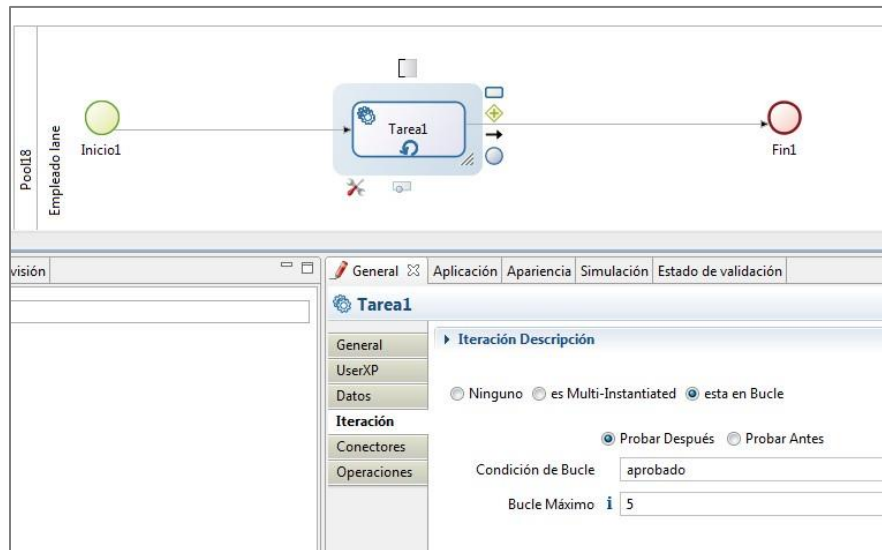 Pool18
Empleado lane
Inicio1
Tarea1
Fin1
visión
General
Aplicación
Apariencia
Simulación
Estado de validación
Tarea1
General
UserXP
Datos
Iteración
Conectores
Operaciones
Iteración Descripción
Ninguno es Multi-Instantiated esta en Bucle
Probar Después Probar Antes
Condición de Bucle aprobado
Bucle Máximo i 5